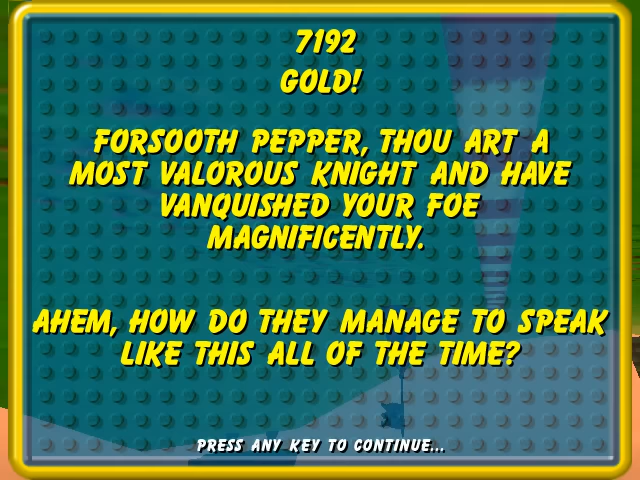 7192
GOLD!
FORSOOTH PEPPER, THOU ART A
MOST VALOROUS KNIGHT AND HAVE
VANQUISHED YOUR FOE
MAGNIFICENTLY.
AHEM, HOW DO THEY MANAGE TO SPEAK
LIKE THIS ALL OF THE TIME?
PRESS ANY KEY TO CONTINUE...